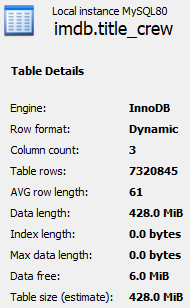 Local instance MySQL80
imdb.title_crew
Table Details
Engine: InnoDB
Row format: Dynamic
Column count: 3
Table rows: 7320845
AVG row length: 61
Data length: 428.0 MiB
Index length: 0.0 bytes
Max data length: 0.0 bytes
Data free: 6.0 MiB
Table size (estimate): 428.0 MiB